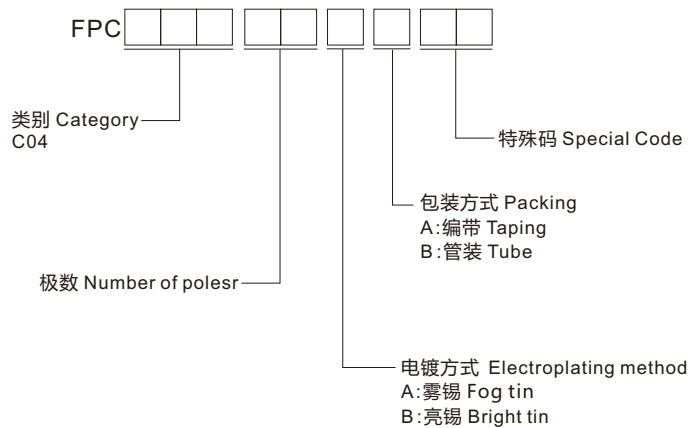 FPC
类别 Category
C04
特殊码 Special Code
包装方式 Packing
A:编带 Taping
B:管装 Tube
极数 Number of polesr
电镀方式 Electroplating method
A:雾锡 Fog tin
B:亮锡 Bright tin